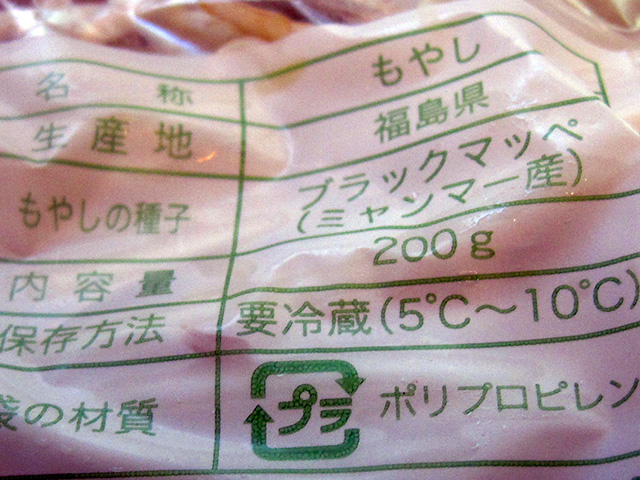 名 称 もやし
生産地 福島県
もやしの種子 ブラックマッペ
(ミャンマー産)
内容量 200g
保存方法 要冷蔵(5℃〜10℃)
袋の材質 プラ ポリプロピレン